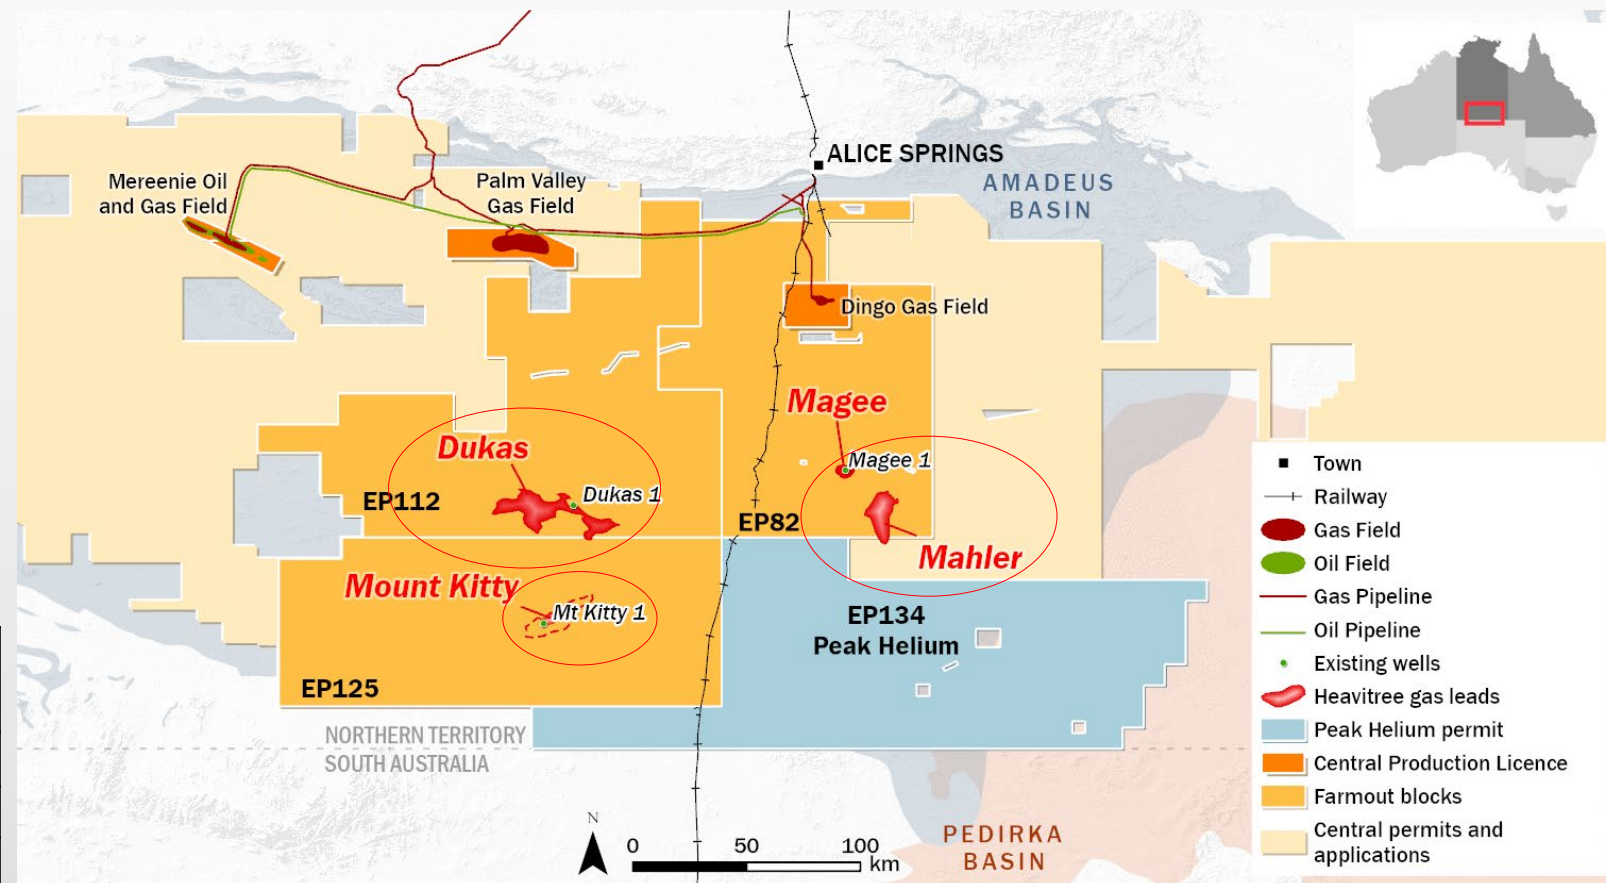 ALICE SPRINGS
AMADEUS
BASIN
Mereenie Oil
and Gas Field
Palm Valley
Gas Field
Dingo Gas Field
Magee
Magee 1
Dukas
Dukas 1
EP112
EP82
Mahler
Mount Kitty
Mt Kitty 1
EP134
Peak Helium
EP125
NORTHERN TERRITORY
SOUTH AUSTRALIA
PEDIRKA
BASIN
N
0 50 100
km
Town
Railway
Gas Field
Oil Field
Gas Pipeline
Oil Pipeline
Existing wells
Heavitree gas leads
Peak Helium permit
Central Production Licence
Farmout blocks
Central permits and
applications